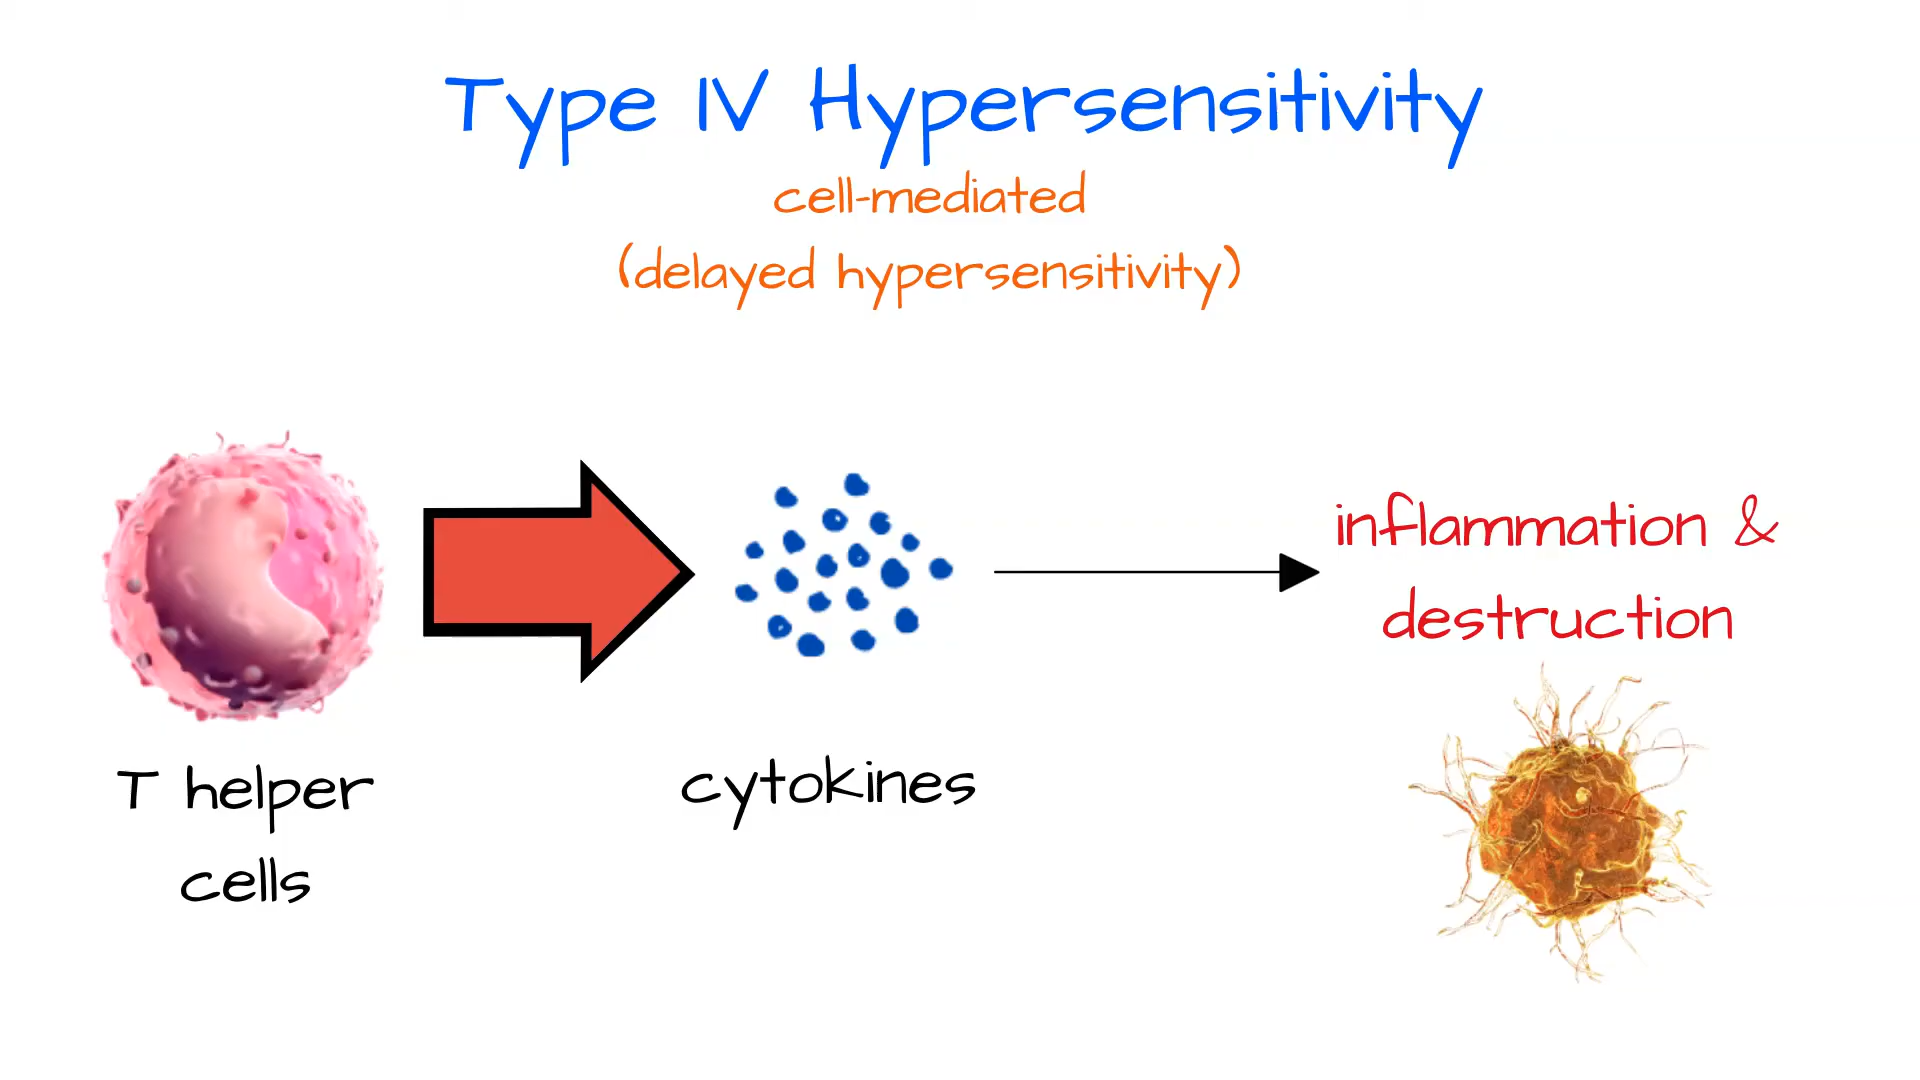 Type IV Hypersensitivity
cell-mediated
(delayed hypersensitivity)
inflammation &
destruction
T helper
cells
cytokines